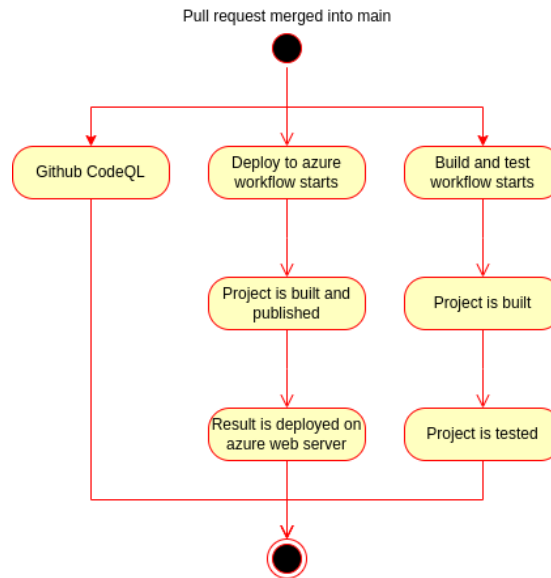 Pull request merged into main
Github CodeQL
Deploy to azure
workflow starts
Build and test
workflow starts
Project is built and
published
Project is built
Result is deployed on
azure web server
Project is tested